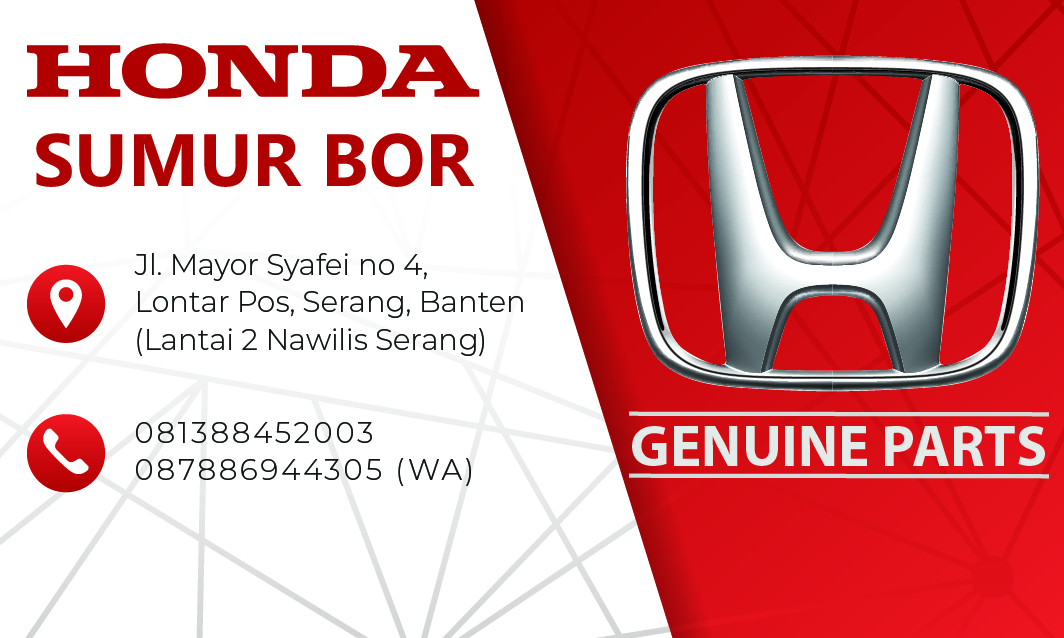 HONDA
SUMUR BOR
Jl. Mayor Syafei no 4,
Lontar Pos, Serang, Banten
(Lantai 2 Nawilis Serang)
081388452003
087886944305 (WA)
GENUINE PARTS